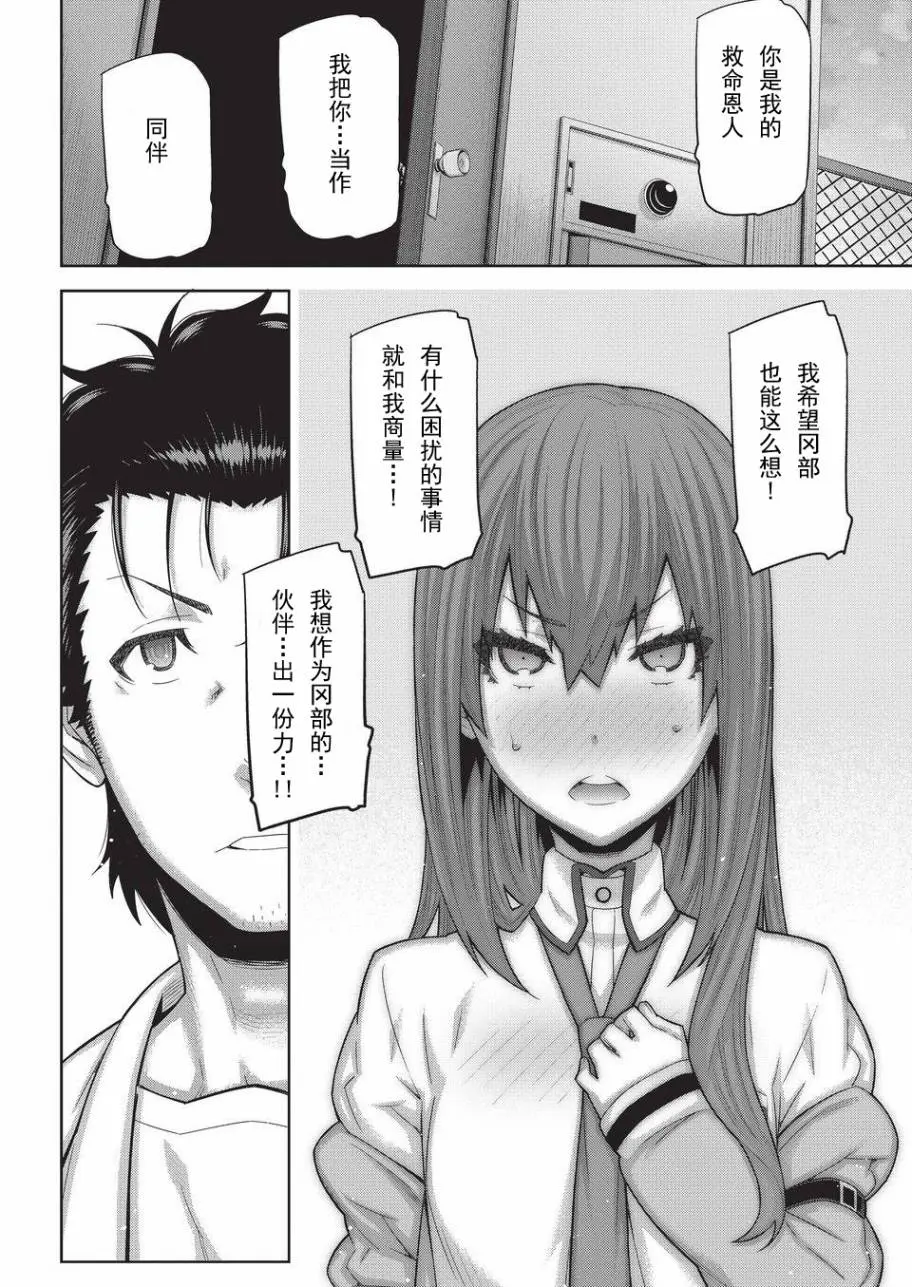 你是我的
救命恩人
我把你…当作
同伴
我希望冈部
也能这么想！
有什么困扰的事情
就和我商量…！
我想作为冈部的…
伙伴…出一份力…!!